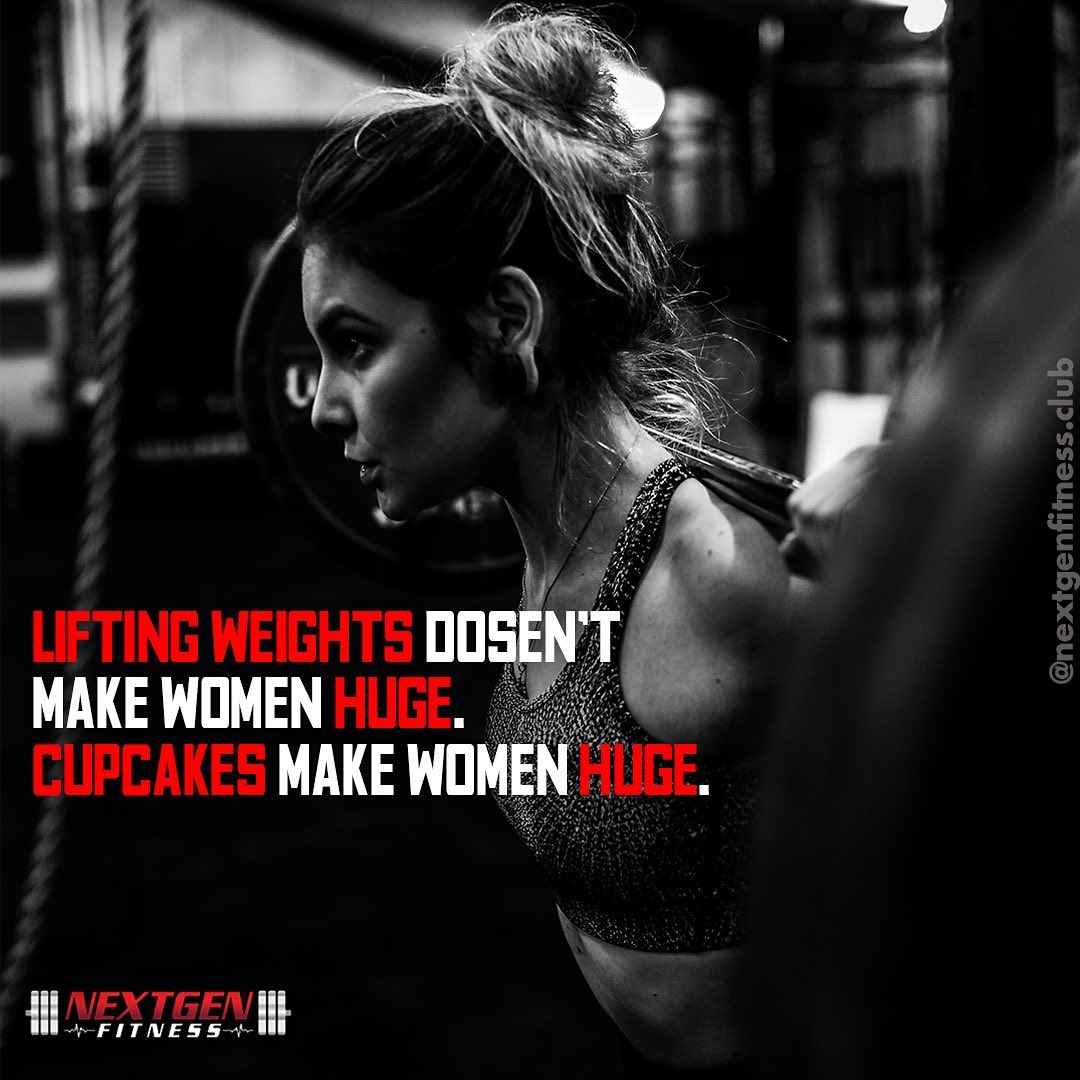 LIFTING WEIGHTS DOSEN'T
MAKE WOMEN HUGE.
CUPCAKES MAKE WOMEN HUGE.
NEXTGEN
FITNESS
@nextgenfitness.club